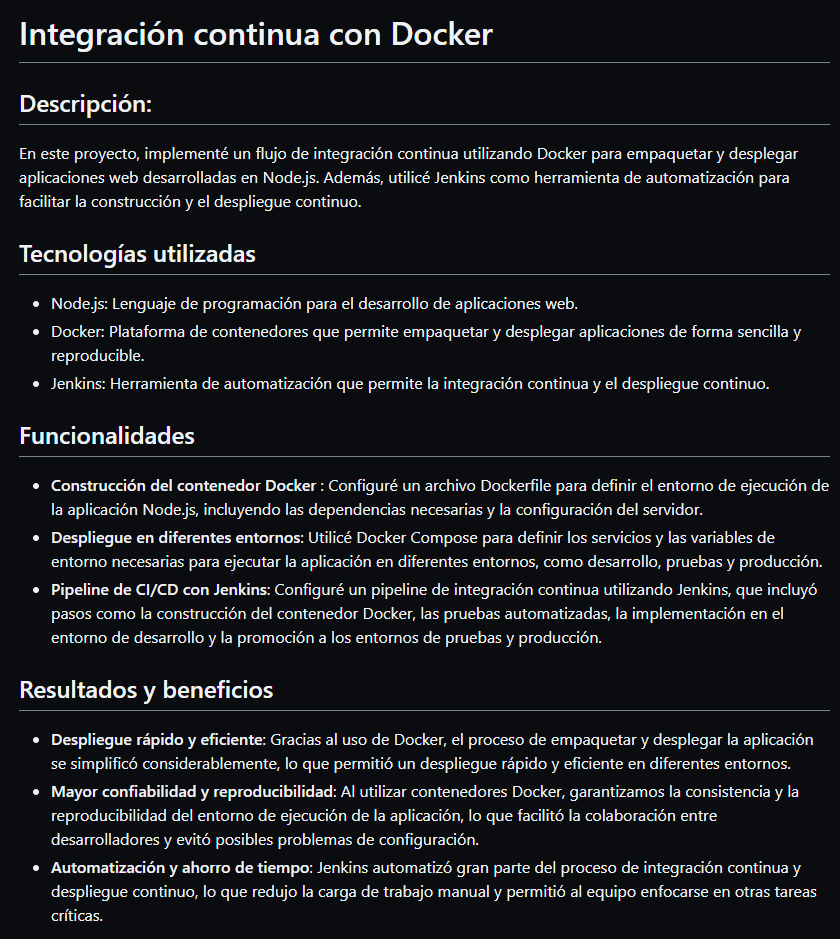 Integración continua con Docker
Descripción:
En este proyecto, implementé un flujo de integración continua utilizando Docker para empaquetar y desplegar
aplicaciones web desarrolladas en Node.js. Además, utilicé Jenkins como herramienta de automatización para
facilitar la construcción y el despliegue continuo.
Tecnologías utilizadas
• Node.js: Lenguaje de programación para el desarrollo de aplicaciones web.
• Docker: Plataforma de contenedores que permite empaquetar y desplegar aplicaciones de forma sencilla y
reproducible.
• Jenkins: Herramienta de automatización que permite la integración continua y el despliegue continuo.
Funcionalidades
• Construcción del contenedor Docker : Configuré un archivo Dockerfile para definir el entorno de ejecución de
la aplicación Node.js, incluyendo las dependencias necesarias y la configuración del servidor.
• Despliegue en diferentes entornos: Utilicé Docker Compose para definir los servicios y las variables de
entorno necesarias para ejecutar la aplicación en diferentes entornos, como desarrollo, pruebas y producción.
• Pipeline de CI/CD con Jenkins: Configuré un pipeline de integración continua utilizando Jenkins, que incluyó
pasos como la construcción del contenedor Docker, las pruebas automatizadas, la implementación en el
entorno de desarrollo y la promoción a los entornos de pruebas y producción.
Resultados y beneficios
• Despliegue rápido y eficiente: Gracias al uso de Docker, el proceso de empaquetar y desplegar la aplicación
se simplificó considerablemente, lo que permitió un despliegue rápido y eficiente en diferentes entornos.
• Mayor confiabilidad y reproducibilidad: Al utilizar contenedores Docker, garantizamos la consistencia y la
reproducibilidad del entorno de ejecución de la aplicación, lo que facilitó la colaboración entre
desarrolladores y evitó posibles problemas de configuración.
• Automatización y ahorro de tiempo: Jenkins automatizó gran parte del proceso de integración continua y
despliegue continuo, lo que redujo la carga de trabajo manual y permitió al equipo enfocarse en otras tareas
críticas.